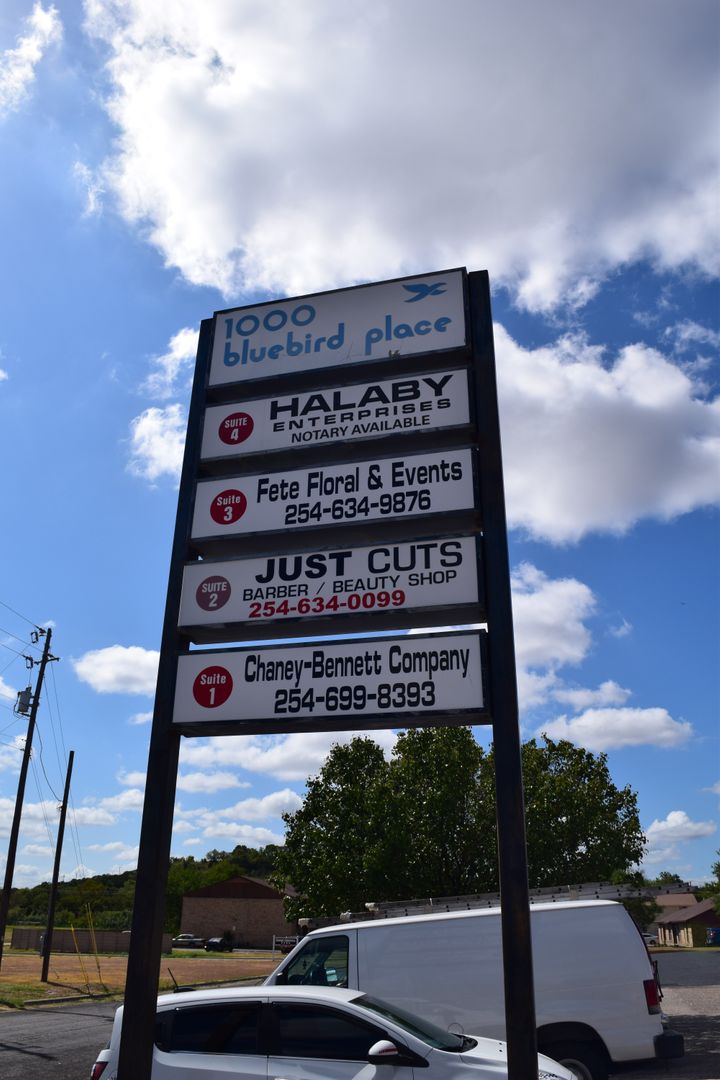 1000
bluebird place
SUITE
4
HALABY
ENTERPRISES
NOTARY AVAILABLE
Suite
3
Fete Floral & Events
254-634-9876
SUITE
2
JUST CUTS
BARBER / BEAUTY SHOP
254-634-0099
Suite
1
Chaney-Bennett Company
254-699-8393